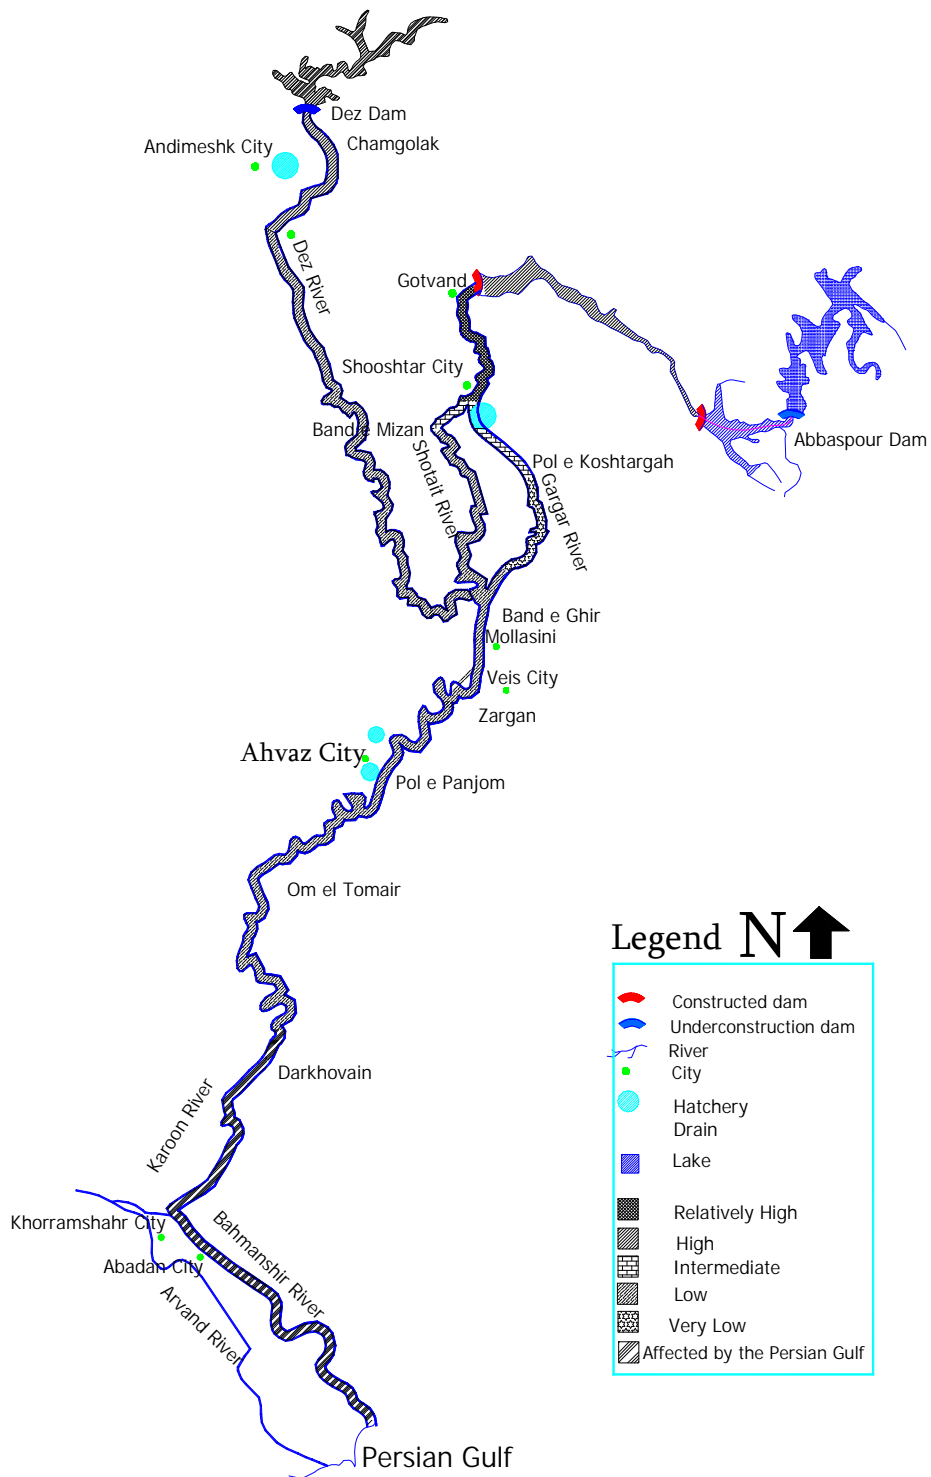 Dez Dam
Chamgolak
Andimeshk City
Dez River
Gotvand
Shooshtar City
Band e Mizan
Shotait River
Pol e Koshtargah
Gargar River
Abbaspour Dam
Band e Ghir
Mollasini
Veis City
Zargan
Ahvaz City
Pol e Panjom
Om el Tomair
Darkhovain
Karoon River
Khorramshahr City
Abadan City
Bahmanshir River
Arvand River
Persian Gulf
Legend N
Constructed dam
Underconstruction dam
River
City
Hatchery
Drain
Lake
Relatively High
High
Intermediate
Low
Very Low
Affected by the Persian Gulf